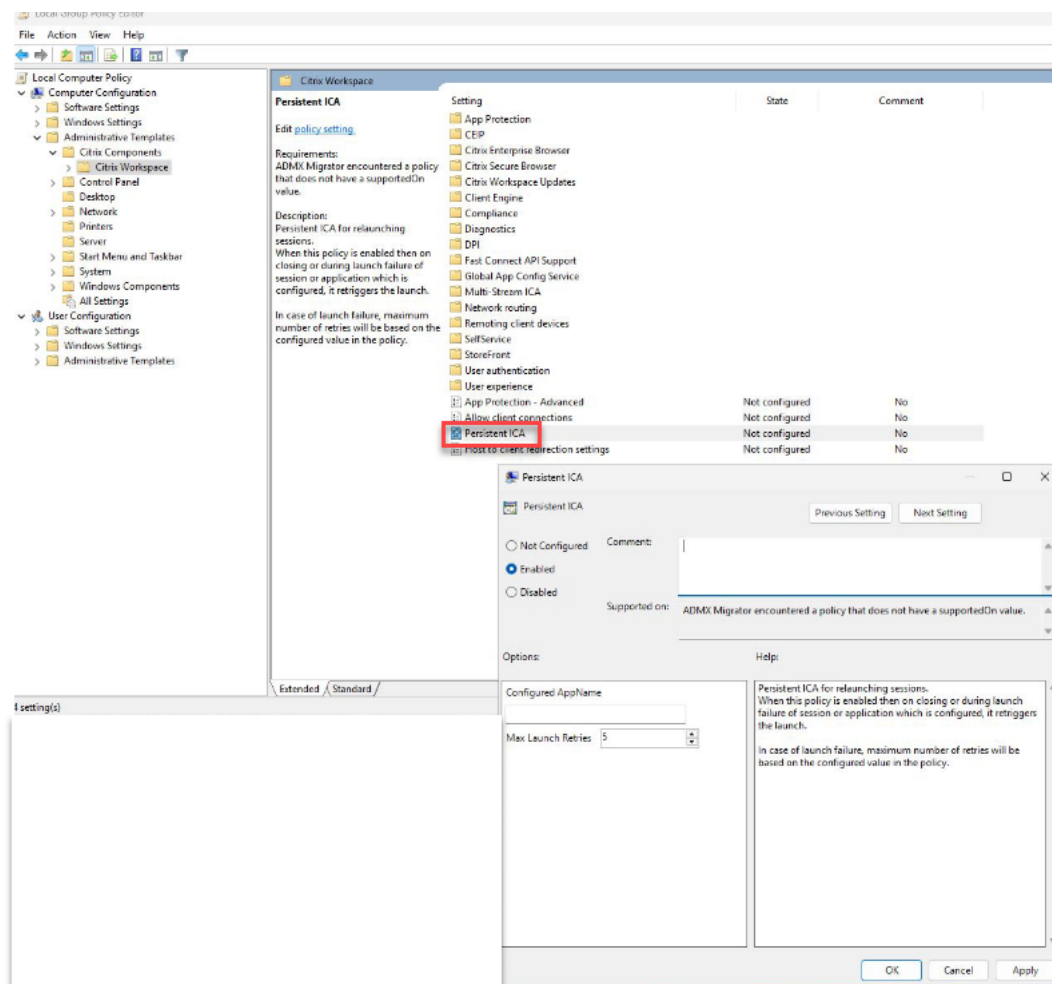 Local Group Policy Editor
File Action View Help
Local Computer Policy
Computer Configuration
Software Settings
Windows Settings
Administrative Templates
Citrix Components
Citrix Workspace
Control Panel
Desktop
Network
Printers
Server
Start Menu and Taskbar
System
Windows Components
All Settings
User Configuration
Software Settings
Windows Settings
Administrative Templates
Citrix Workspace
Persistent ICA
Edit policy setting
Requirements:
ADMX Migrator encountered a policy
that does not have a supportedOn
value.
Description:
Persistent ICA for relaunching
sessions.
When this policy is enabled then on
closing or during launch failure of
session or application which is
configured, it retriggers the launch.
In case of launch failure, maximum
number of retries will be based on the
configured value in the policy.
Setting State Comment
App Protection
CEIP
Citrix Enterprise Browser
Citrix Secure Browser
Citrix Workspace Updates
Client Engine
Compliance
Diagnostics
DPI
Fast Connect API Support
Global App Config Service
Multi-Stream ICA
Network routing
Remoting client devices
SelfService
StoreFront
User authentication
User experience
App Protection - Advanced Not configured No
Allow client connections Not configured No
Persistent ICA Not configured No
Host to client redirection settings Not configured No
Extended Standard
4 setting(s)
Persistent ICA
Persistent ICA
Previous Setting Next Setting
Not Configured
Enabled
Disabled
Comment:
Supported on: ADMX Migrator encountered a policy that does not have a supportedOn value.
Options: Help:
Configured AppName
Max Launch Retries 5
Persistent ICA for relaunching sessions.
When this policy is enabled then on closing or during launch
failure of session or application which is configured, it retriggers
the launch.
In case of launch failure, maximum number of retries will be
based on the configured value in the policy.
OK Cancel Apply